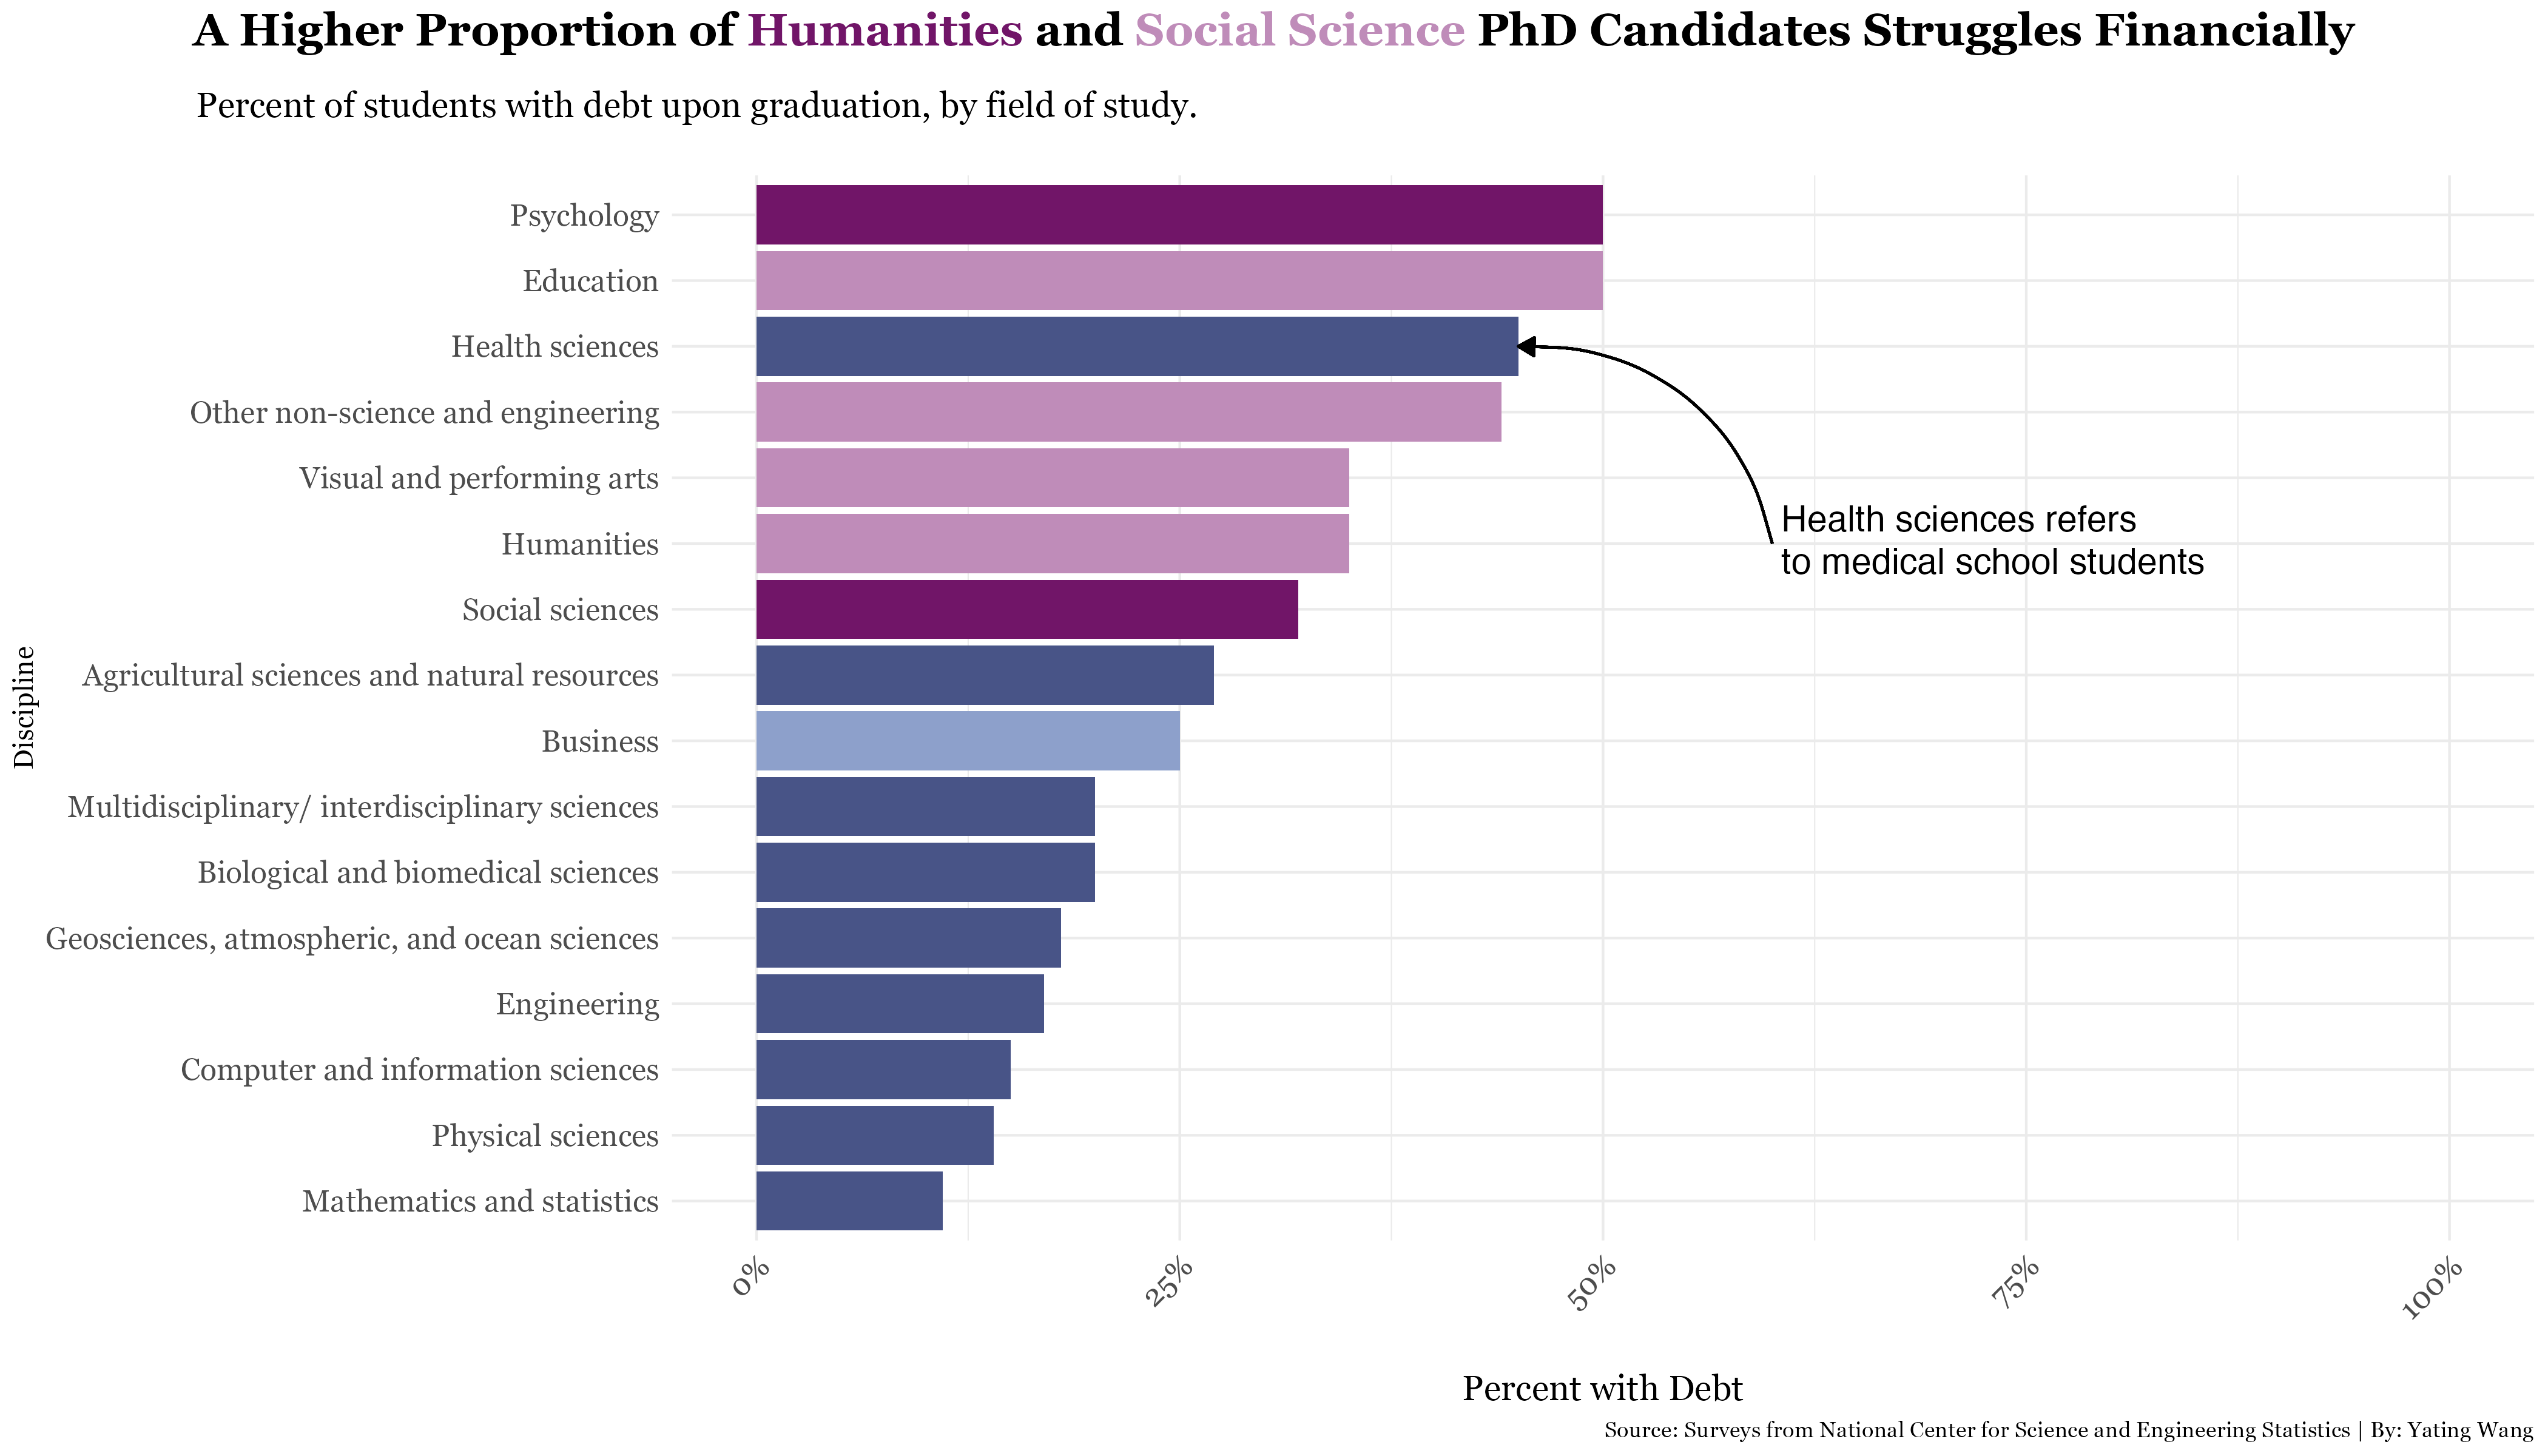 A Higher Proportion of Humanities and Social Science PhD Candidates Struggles Financially
Percent of students with debt upon graduation, by field of study.
Psychology
Education
Health sciences
Other non-science and engineering
Visual and performing arts
Humanities
Health sciences refers
to medical school students
Social sciences
Discipline
Agricultural sciences and natural resources
Business
Multidisciplinary/ interdisciplinary sciences
Biological and biomedical sciences
Geosciences, atmospheric, and ocean sciences
Engineering
Computer and information sciences
Physical sciences
Mathematics and statistics
0%
25%
50%
75%
100%
Percent with Debt
Source: Surveys from National Center for Science and Engineering Statistics | By: Yating Wang